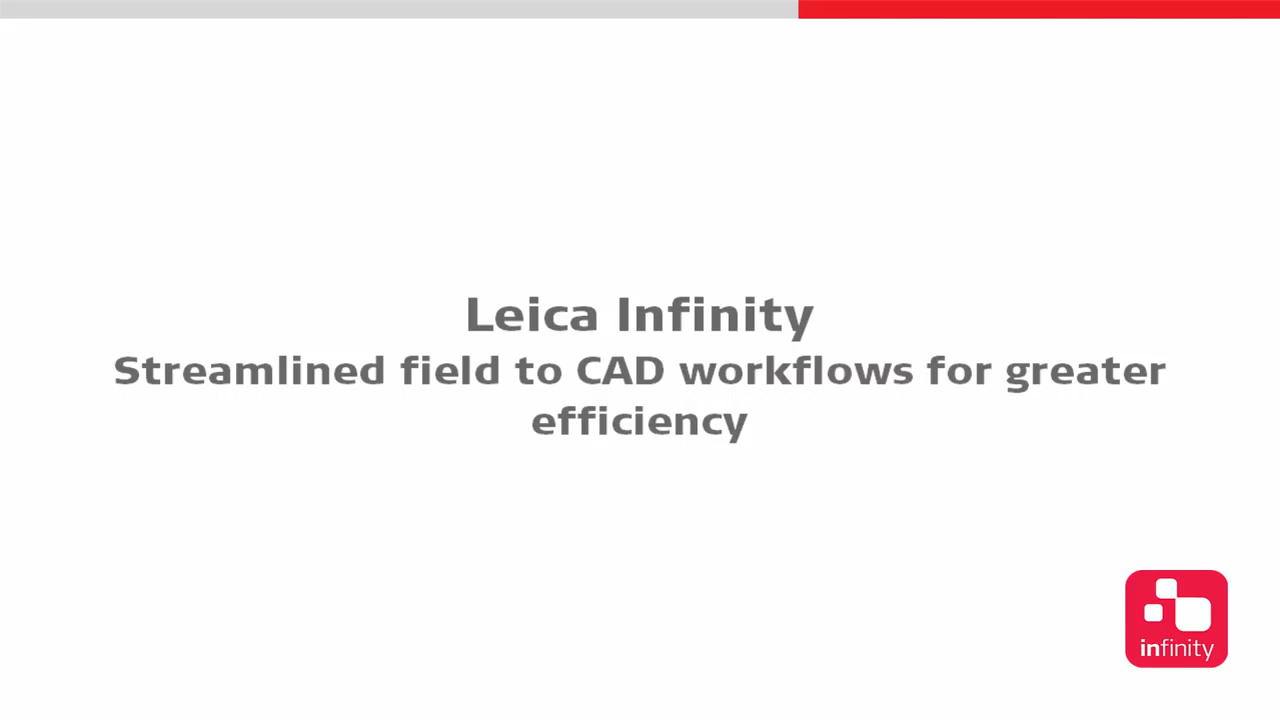 Leica Infinity
Streamlined field to CAD workflows for greater
efficiency
infinity